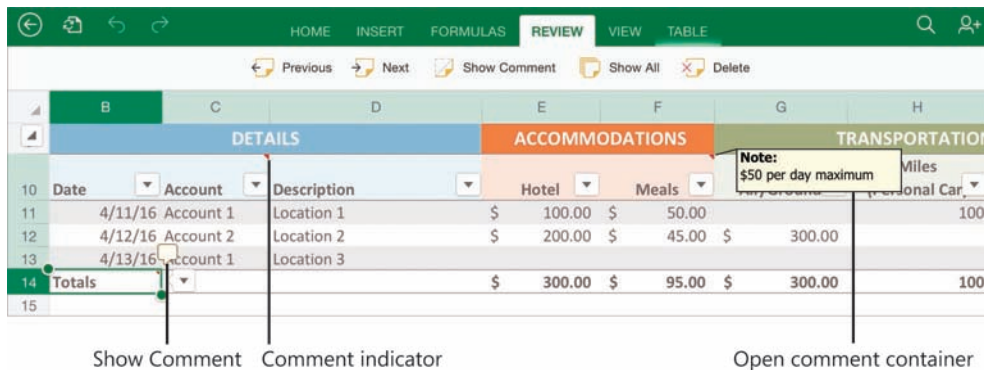 HOME INSERT FORMULAS REVIEW VIEW TABLE
Previous Next Show Comment Show All Delete
B C D E F G H
DETAILS ACCOMMODATIONS TRANSPORTATION
Note:
$50 per day maximum
Miles
10 Date Account Description Hotel Meals Air/Ground (Personal Car
11 4/11/16 Account 1 Location 1 $ 100.00 $ 50.00 100
12 4/12/16 Account 2 Location 2 $ 200.00 $ 45.00 $ 300.00
13 4/13/16 Account 1 Location 3
14 Totals $ 300.00 $ 95.00 $ 300.00 100
15
Show Comment Comment indicator Open comment container